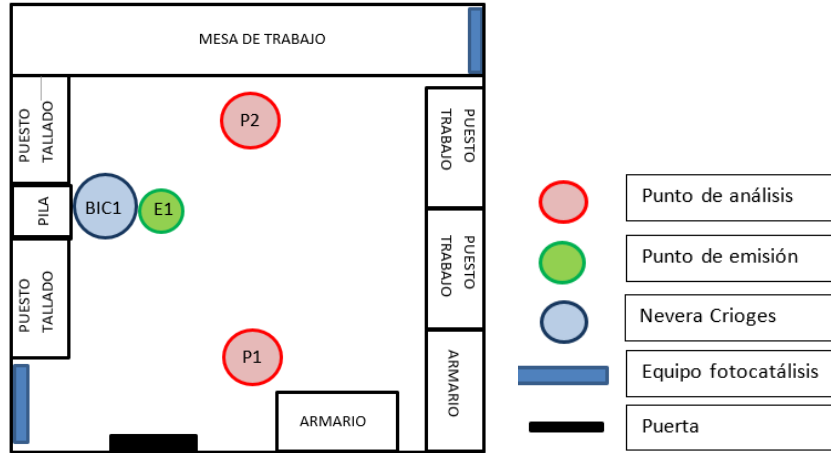 MESA DE TRABAJO
PUESTO
TALLADO
P2
PUESTO
TRABAJO
PILA
BIC1
E1
PUESTO
TALLADO
PUESTO
TRABAJO
P1
ARMARIO
ARMARIO
Punto de análisis
Punto de emisión
Nevera Crioges
Equipo fotocatálisis
Puerta